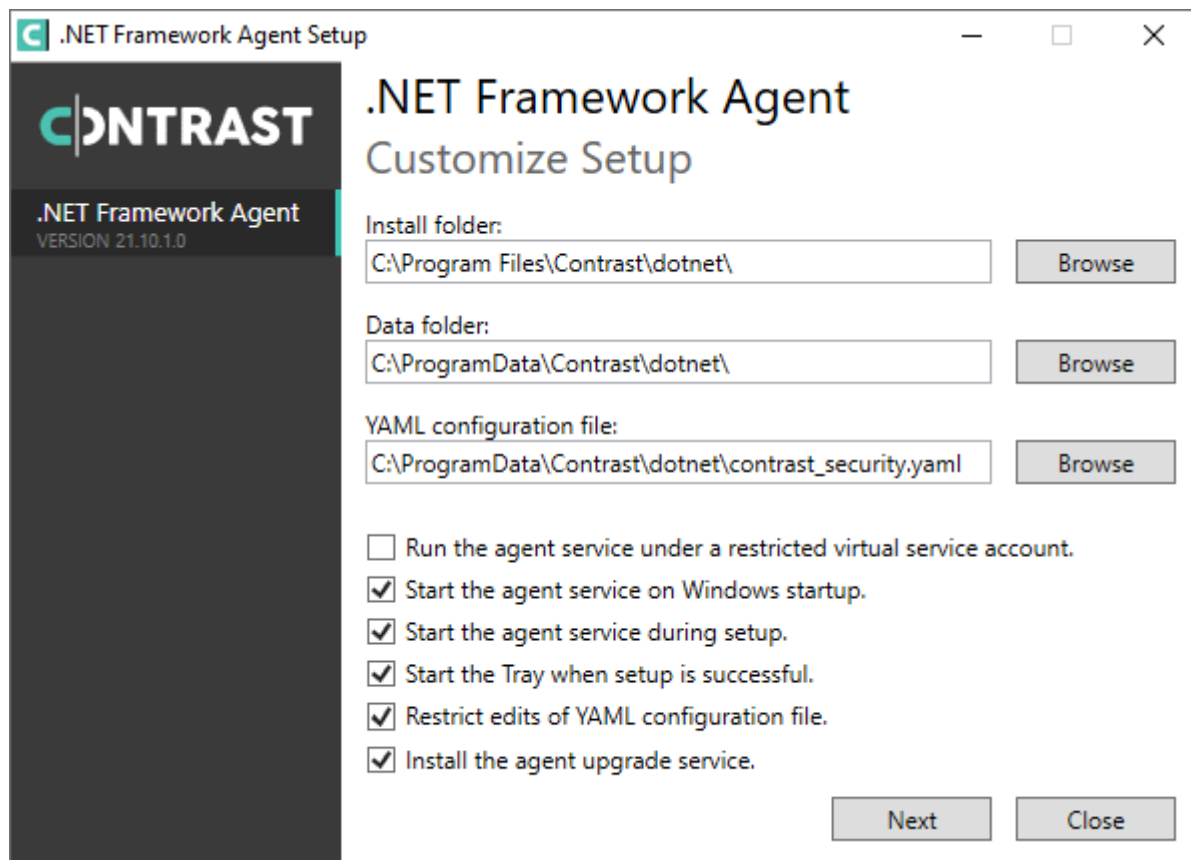 .NET Framework Agent Setup
CONTRAST
.NET Framework Agent
VERSION 21.10.1.0
.NET Framework Agent
Customize Setup
Install folder:
C:\Program Files\Contrast\dotnet\ Browse
Data folder:
C:\ProgramData\Contrast\dotnet\ Browse
YAML configuration file:
C:\ProgramData\Contrast\dotnet\contrast_security.yaml Browse
Run the agent service under a restricted virtual service account.
Start the agent service on Windows startup.
Start the agent service during setup.
Start the Tray when setup is successful.
Restrict edits of YAML configuration file.
Install the agent upgrade service.
Next Close